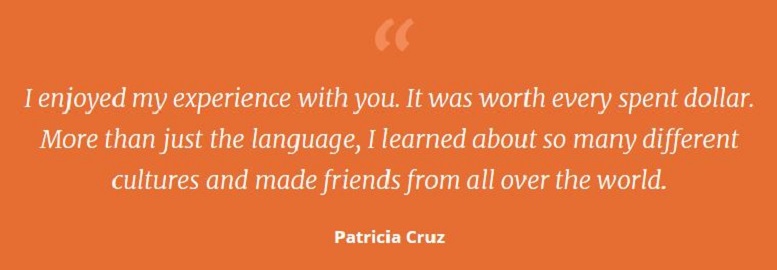 “
I enjoyed my experience with you. It was worth every spent dollar.
More than just the language, I learned about so many different
cultures and made friends from all over the world.
Patricia Cruz